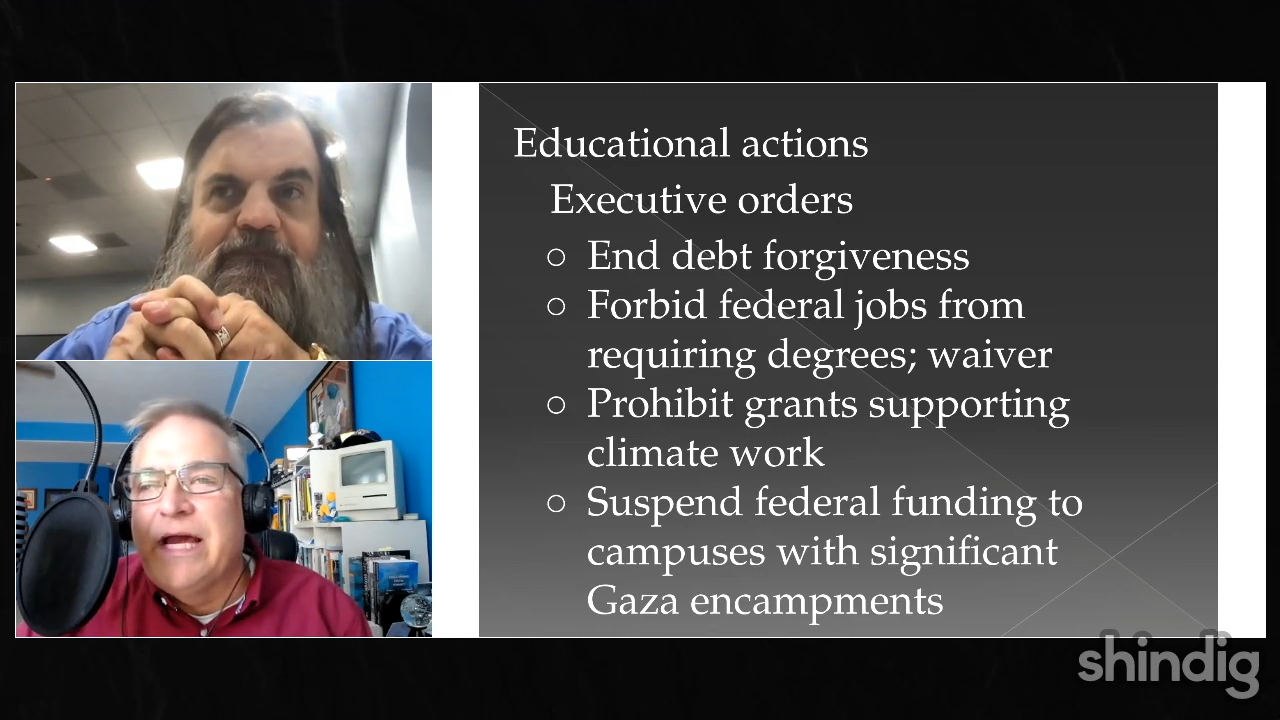 Educational actions
Executive orders
○ End debt forgiveness
○ Forbid federal jobs from
requiring degrees; waiver
○ Prohibit grants supporting
climate work
○ Suspend federal funding to
campuses with significant
Gaza encampments
shindig